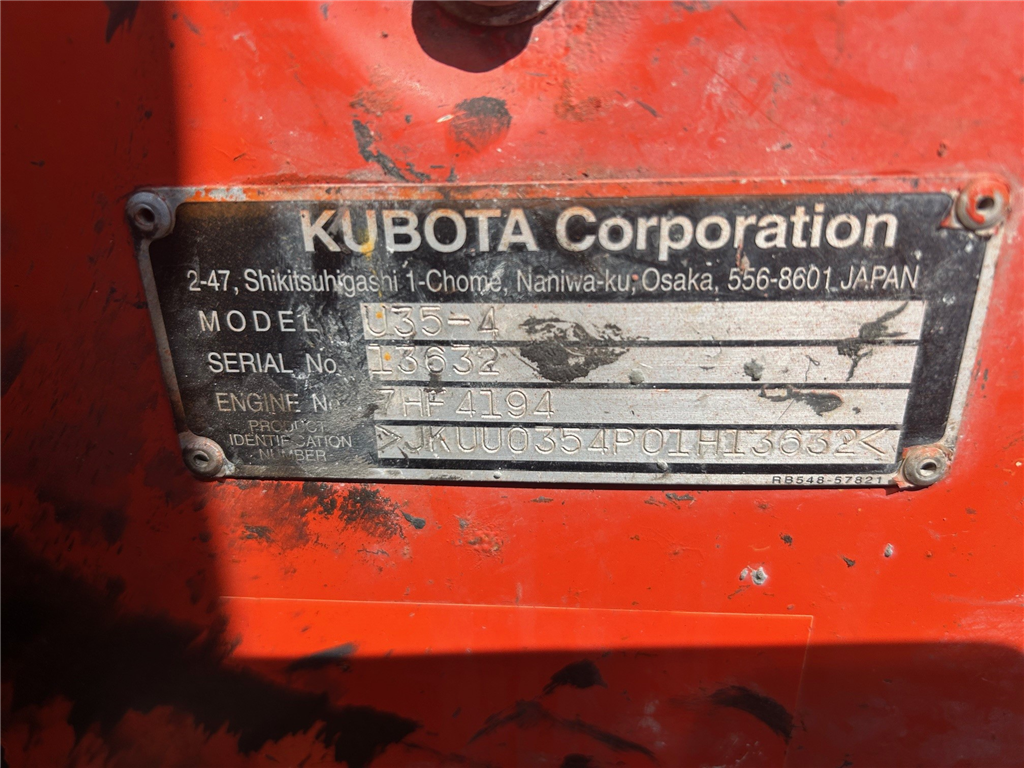 KUBOTA Corporation
2-47, Shikitsuhigashi 1-Chome, Naniwa-ku, Osaka, 556-8601 JAPAN
MODEL U35-4
SERIAL No. 13632
ENGINE No 7HF4194
PRODUCT
IDENTIFICATION
NUMBER
>JKUU0354P01H13632<
RB548-57821